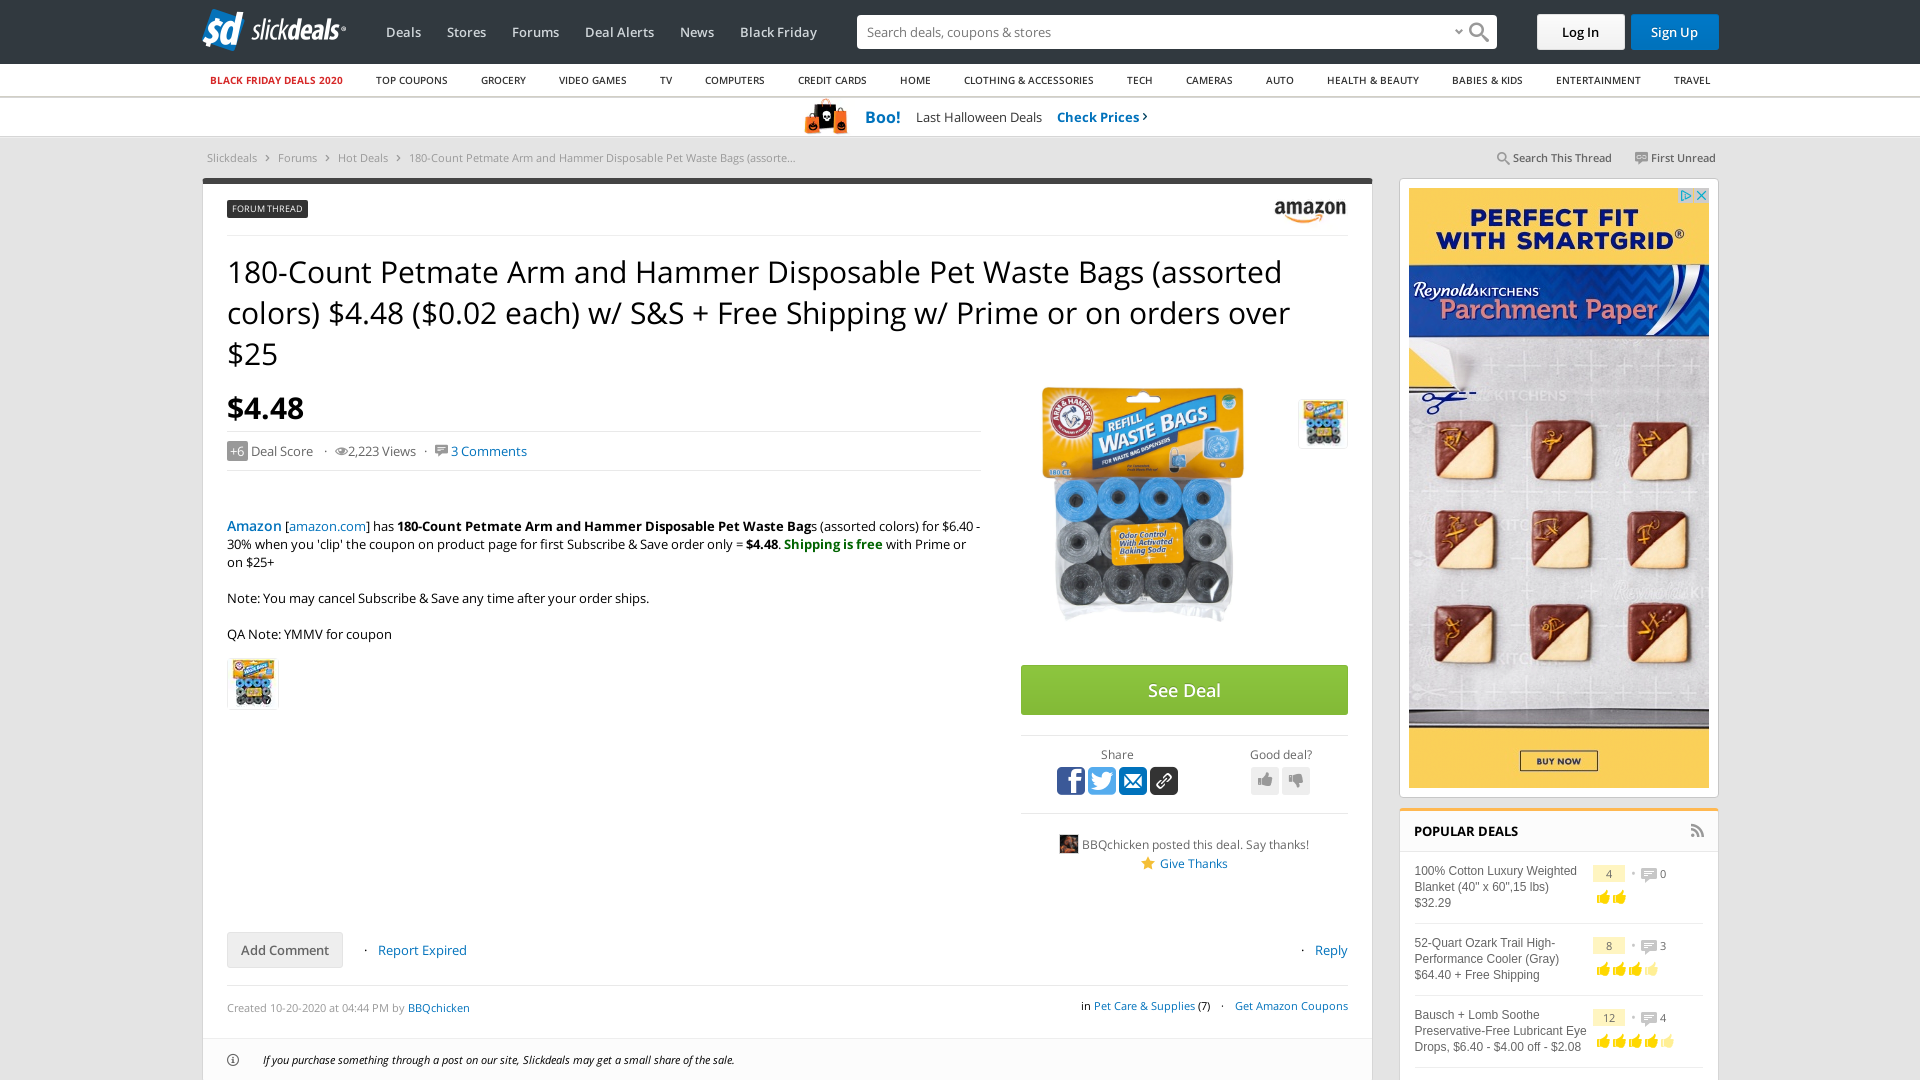 sd slickdeals
Deals Stores Forums Deal Alerts News Black Friday
Search deals, coupons & stores
Log In
Sign Up
BLACK FRIDAY DEALS 2020 TOP COUPONS GROCERY VIDEO GAMES TV COMPUTERS CREDIT CARDS HOME CLOTHING & ACCESSORIES TECH CAMERAS AUTO HEALTH & BEAUTY BABIES & KIDS ENTERTAINMENT TRAVEL
Boo! Last Halloween Deals Check Prices
Slickdeals › Forums › Hot Deals › 180-Count Petmate Arm and Hammer Disposable Pet Waste Bags (assorte...
Search This Thread First Unread
FORUM THREAD
amazon
180-Count Petmate Arm and Hammer Disposable Pet Waste Bags (assorted
colors) $4.48 ($0.02 each) w/ S&S + Free Shipping w/ Prime or on orders over
$25
$4.48
+6 Deal Score · 2,223 Views · 3 Comments
Amazon [amazon.com] has 180-Count Petmate Arm and Hammer Disposable Pet Waste Bags (assorted colors) for $6.40 -
30% when you 'clip' the coupon on product page for first Subscribe & Save order only = $4.48. Shipping is free with Prime or
on $25+
Note: You may cancel Subscribe & Save any time after your order ships.
QA Note: YMMV for coupon
ARM & HAMMER
REFILL
WASTE BAGS
FOR WASTE BAG DISPENSERS
180 CT.
Odor Control
With Activated
Baking Soda
See Deal
Share
Good deal?
BBQchicken posted this deal. Say thanks!
Give Thanks
Add Comment · Report Expired
· Reply
Created 10-20-2020 at 04:44 PM by BBQchicken
in Pet Care & Supplies (7) · Get Amazon Coupons
If you purchase something through a post on our site, Slickdeals may get a small share of the sale.
PERFECT FIT
WITH SMARTGRID®
Reynolds KITCHENS
Parchment Paper
KITCHENS
BUY NOW
POPULAR DEALS
100% Cotton Luxury Weighted
Blanket (40" x 60",15 lbs)
$32.29
4 • 0
52-Quart Ozark Trail High-
Performance Cooler (Gray)
$64.40 + Free Shipping
8 • 3
Bausch + Lomb Soothe
Preservative-Free Lubricant Eye
Drops, $6.40 - $4.00 off - $2.08
12 • 4